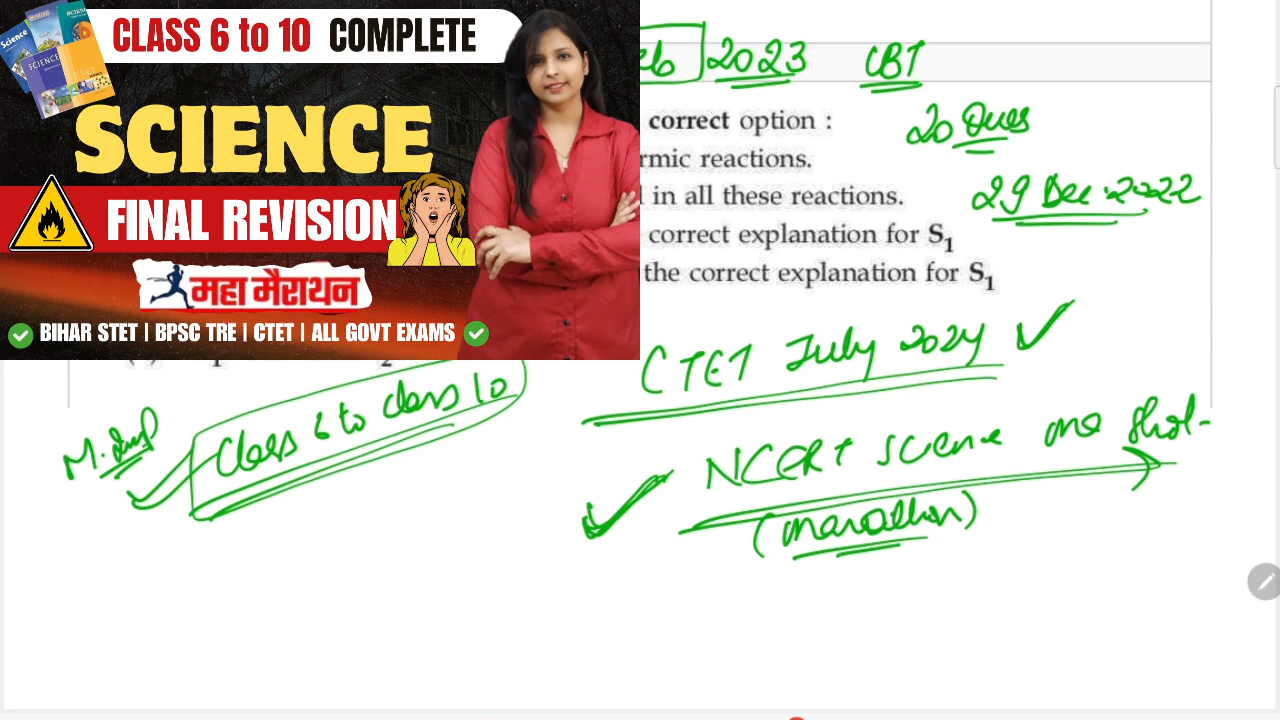 CLASS 6 to 10 COMPLETE
SCIENCE
FINAL REVISION
महा मैराथन
BIHAR STET | BPSC TRE | CTET | ALL GOVT EXAMS
2023 CBT
correct option :
20 Ques
rmic reactions.
in all these reactions.
29 Dec 2022
correct explanation for S1
the correct explanation for S1
CTET July 2024
Class 6 to class 10
M. Imp
NCERT science one shot-
(marathon)